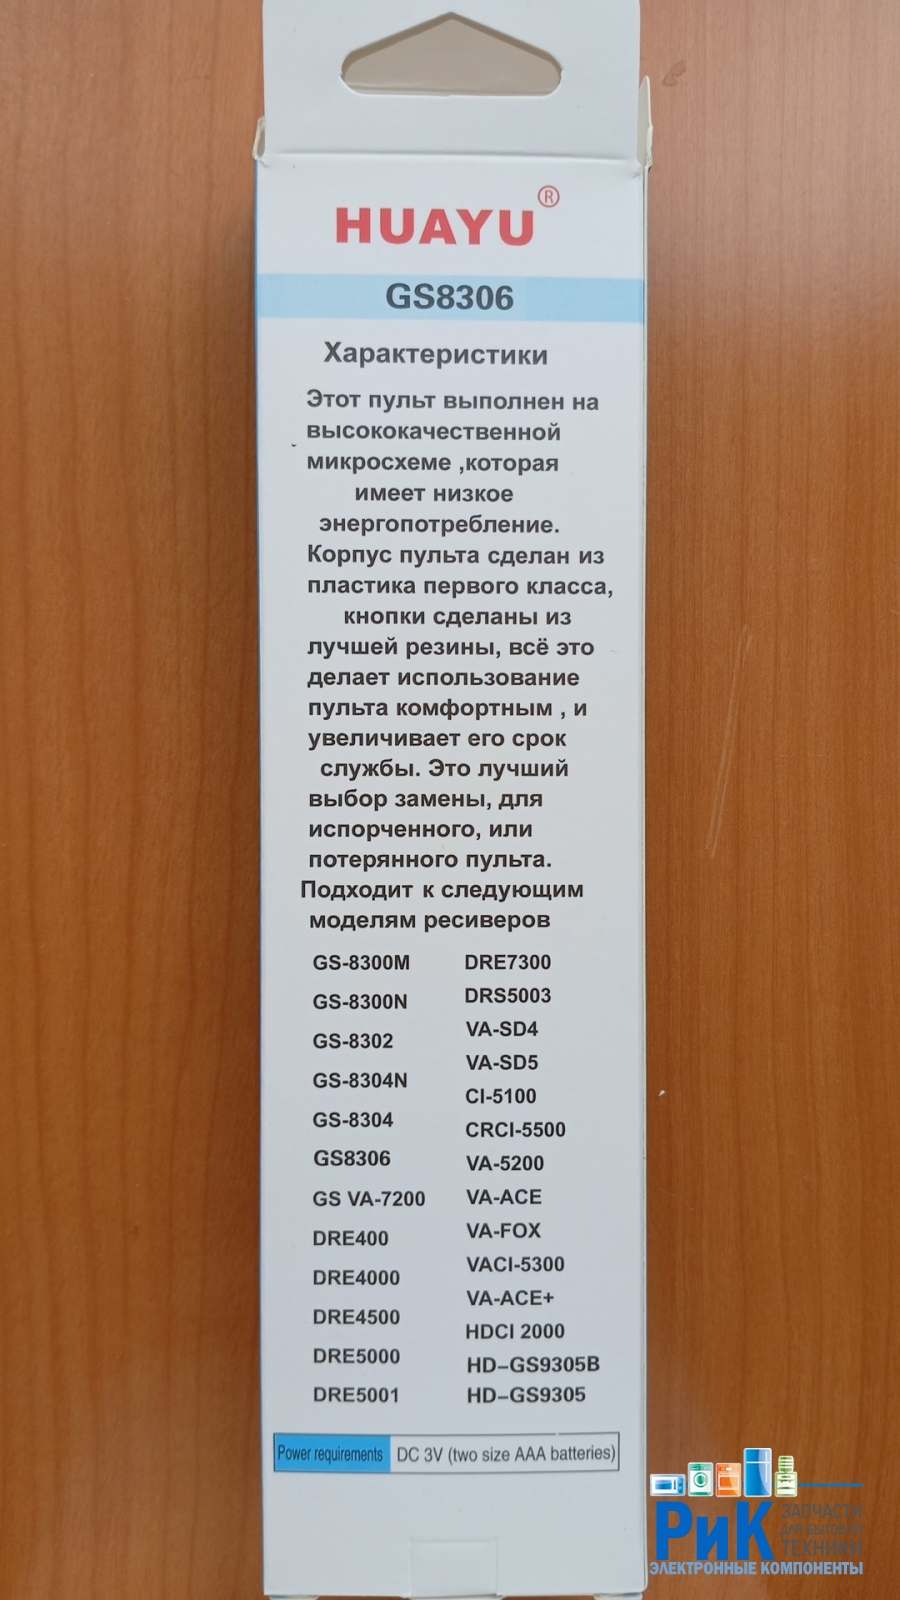 HUAYU®
GS8306
Характеристики
Этот пульт выполнен на
высококачественной
микросхеме ,которая
имеет низкое
энергопотребление.
Корпус пульта сделан из
пластика первого класса,
кнопки сделаны из
лучшей резины, всё это
делает использование
пульта комфортным , и
увеличивает его срок
службы. Это лучший
выбор замены, для
испорченного, или
потерянного пульта.
Подходит к следующим
моделям ресиверов
GS-8300M
GS-8300N
GS-8302
GS-8304N
GS-8304
GS8306
GS VA-7200
DRE400
DRE4000
DRE4500
DRE5000
DRE5001
DRE7300
DRS5003
VA-SD4
VA-SD5
CI-5100
CRCI-5500
VA-5200
VA-ACE
VA-FOX
VACI-5300
VA-ACE+
HDCI 2000
HD–GS9305B
HD–GS9305
Power requirements DC 3V (two size AAA batteries)
РиК
ЗАПЧАСТИ
ДЛЯ БЫТОВОЙ
ТЕХНИКИ
ЭЛЕКТРОННЫЕ КОМПОНЕНТЫ